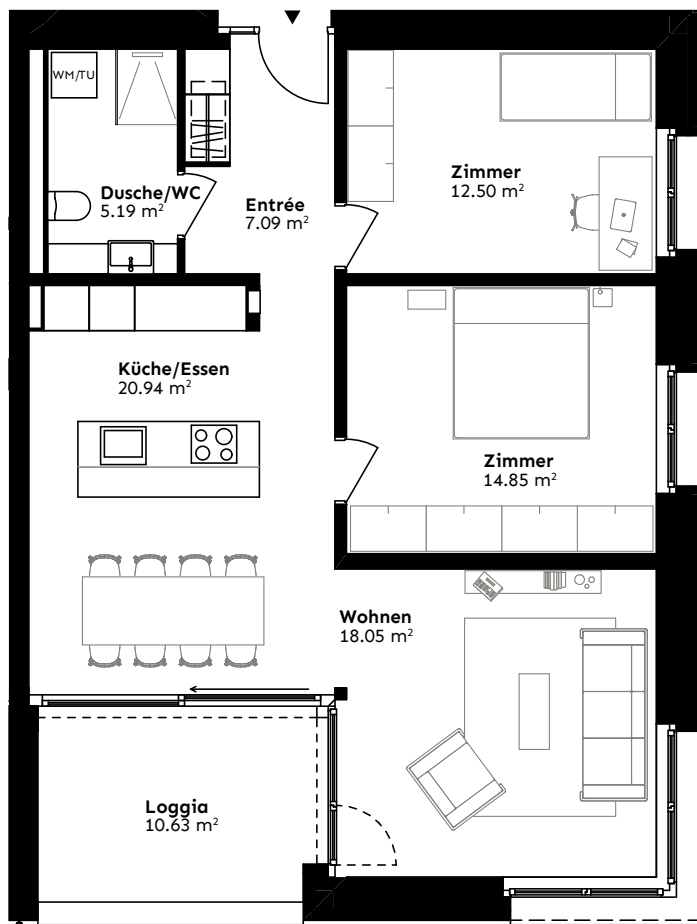 WM/TU
Dusche/WC
5.19 m²
Entrée
7.09 m²
Zimmer
12.50 m²
Küche/Essen
20.94 m²
Zimmer
14.85 m²
Wohnen
18.05 m²
Loggia
10.63 m²